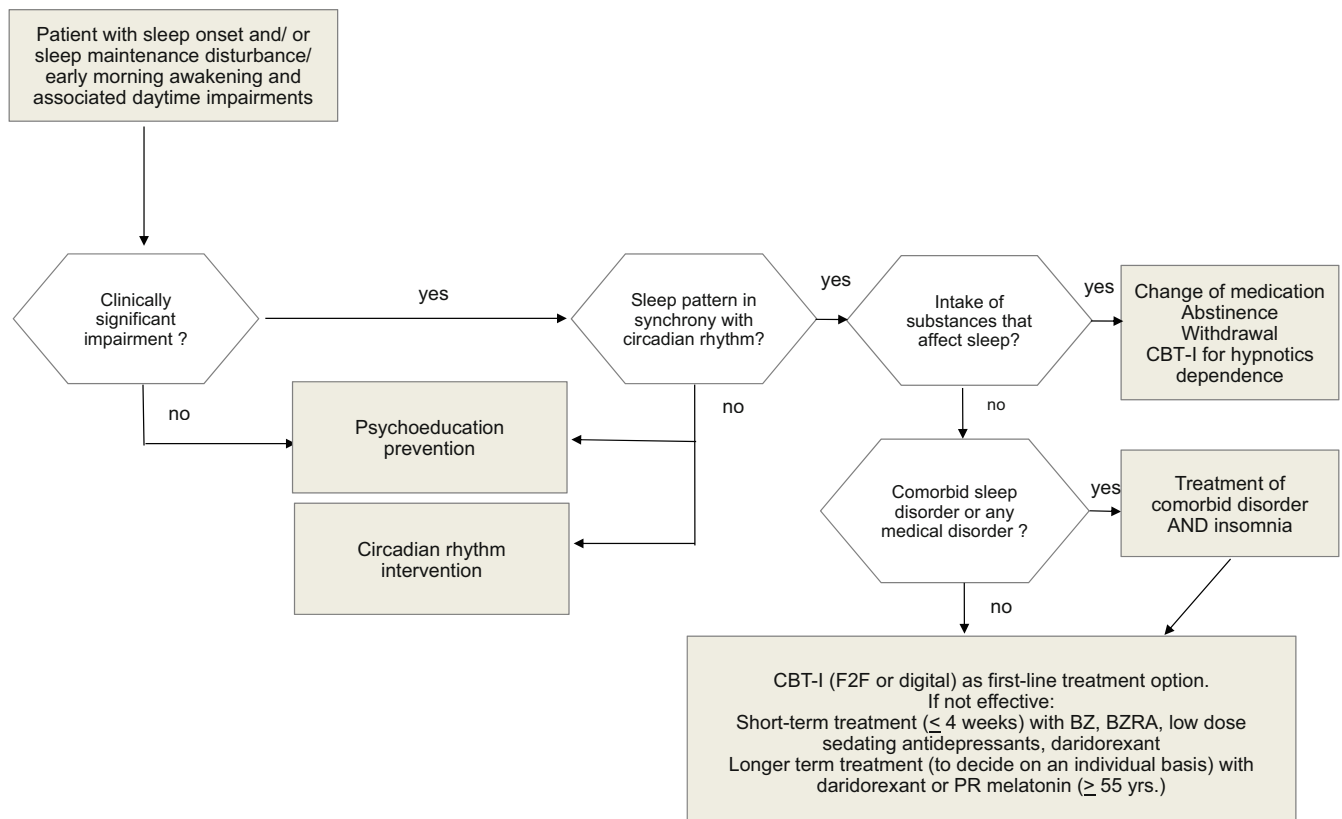 Patient with sleep onset and/ or
sleep maintenance disturbance/
early morning awakening and
associated daytime impairments
Clinically
significant
impairment ?
yes
no
Sleep pattern in
synchrony with
circadian rhythm?
yes
no
Intake of
substances that
affect sleep?
yes
no
Change of medication
Abstinence
Withdrawal
CBT-I for hypnotics
dependence
Psychoeducation
prevention
Circadian rhythm
intervention
Comorbid sleep
disorder or any
medical disorder ?
yes
no
Treatment of
comorbid disorder
AND insomnia
CBT-I (F2F or digital) as first-line treatment option.
If not effective:
Short-term treatment (≤ 4 weeks) with BZ, BZRA, low dose
sedating antidepressants, daridorexant
Longer term treatment (to decide on an individual basis) with
daridorexant or PR melatonin (≥ 55 yrs.)